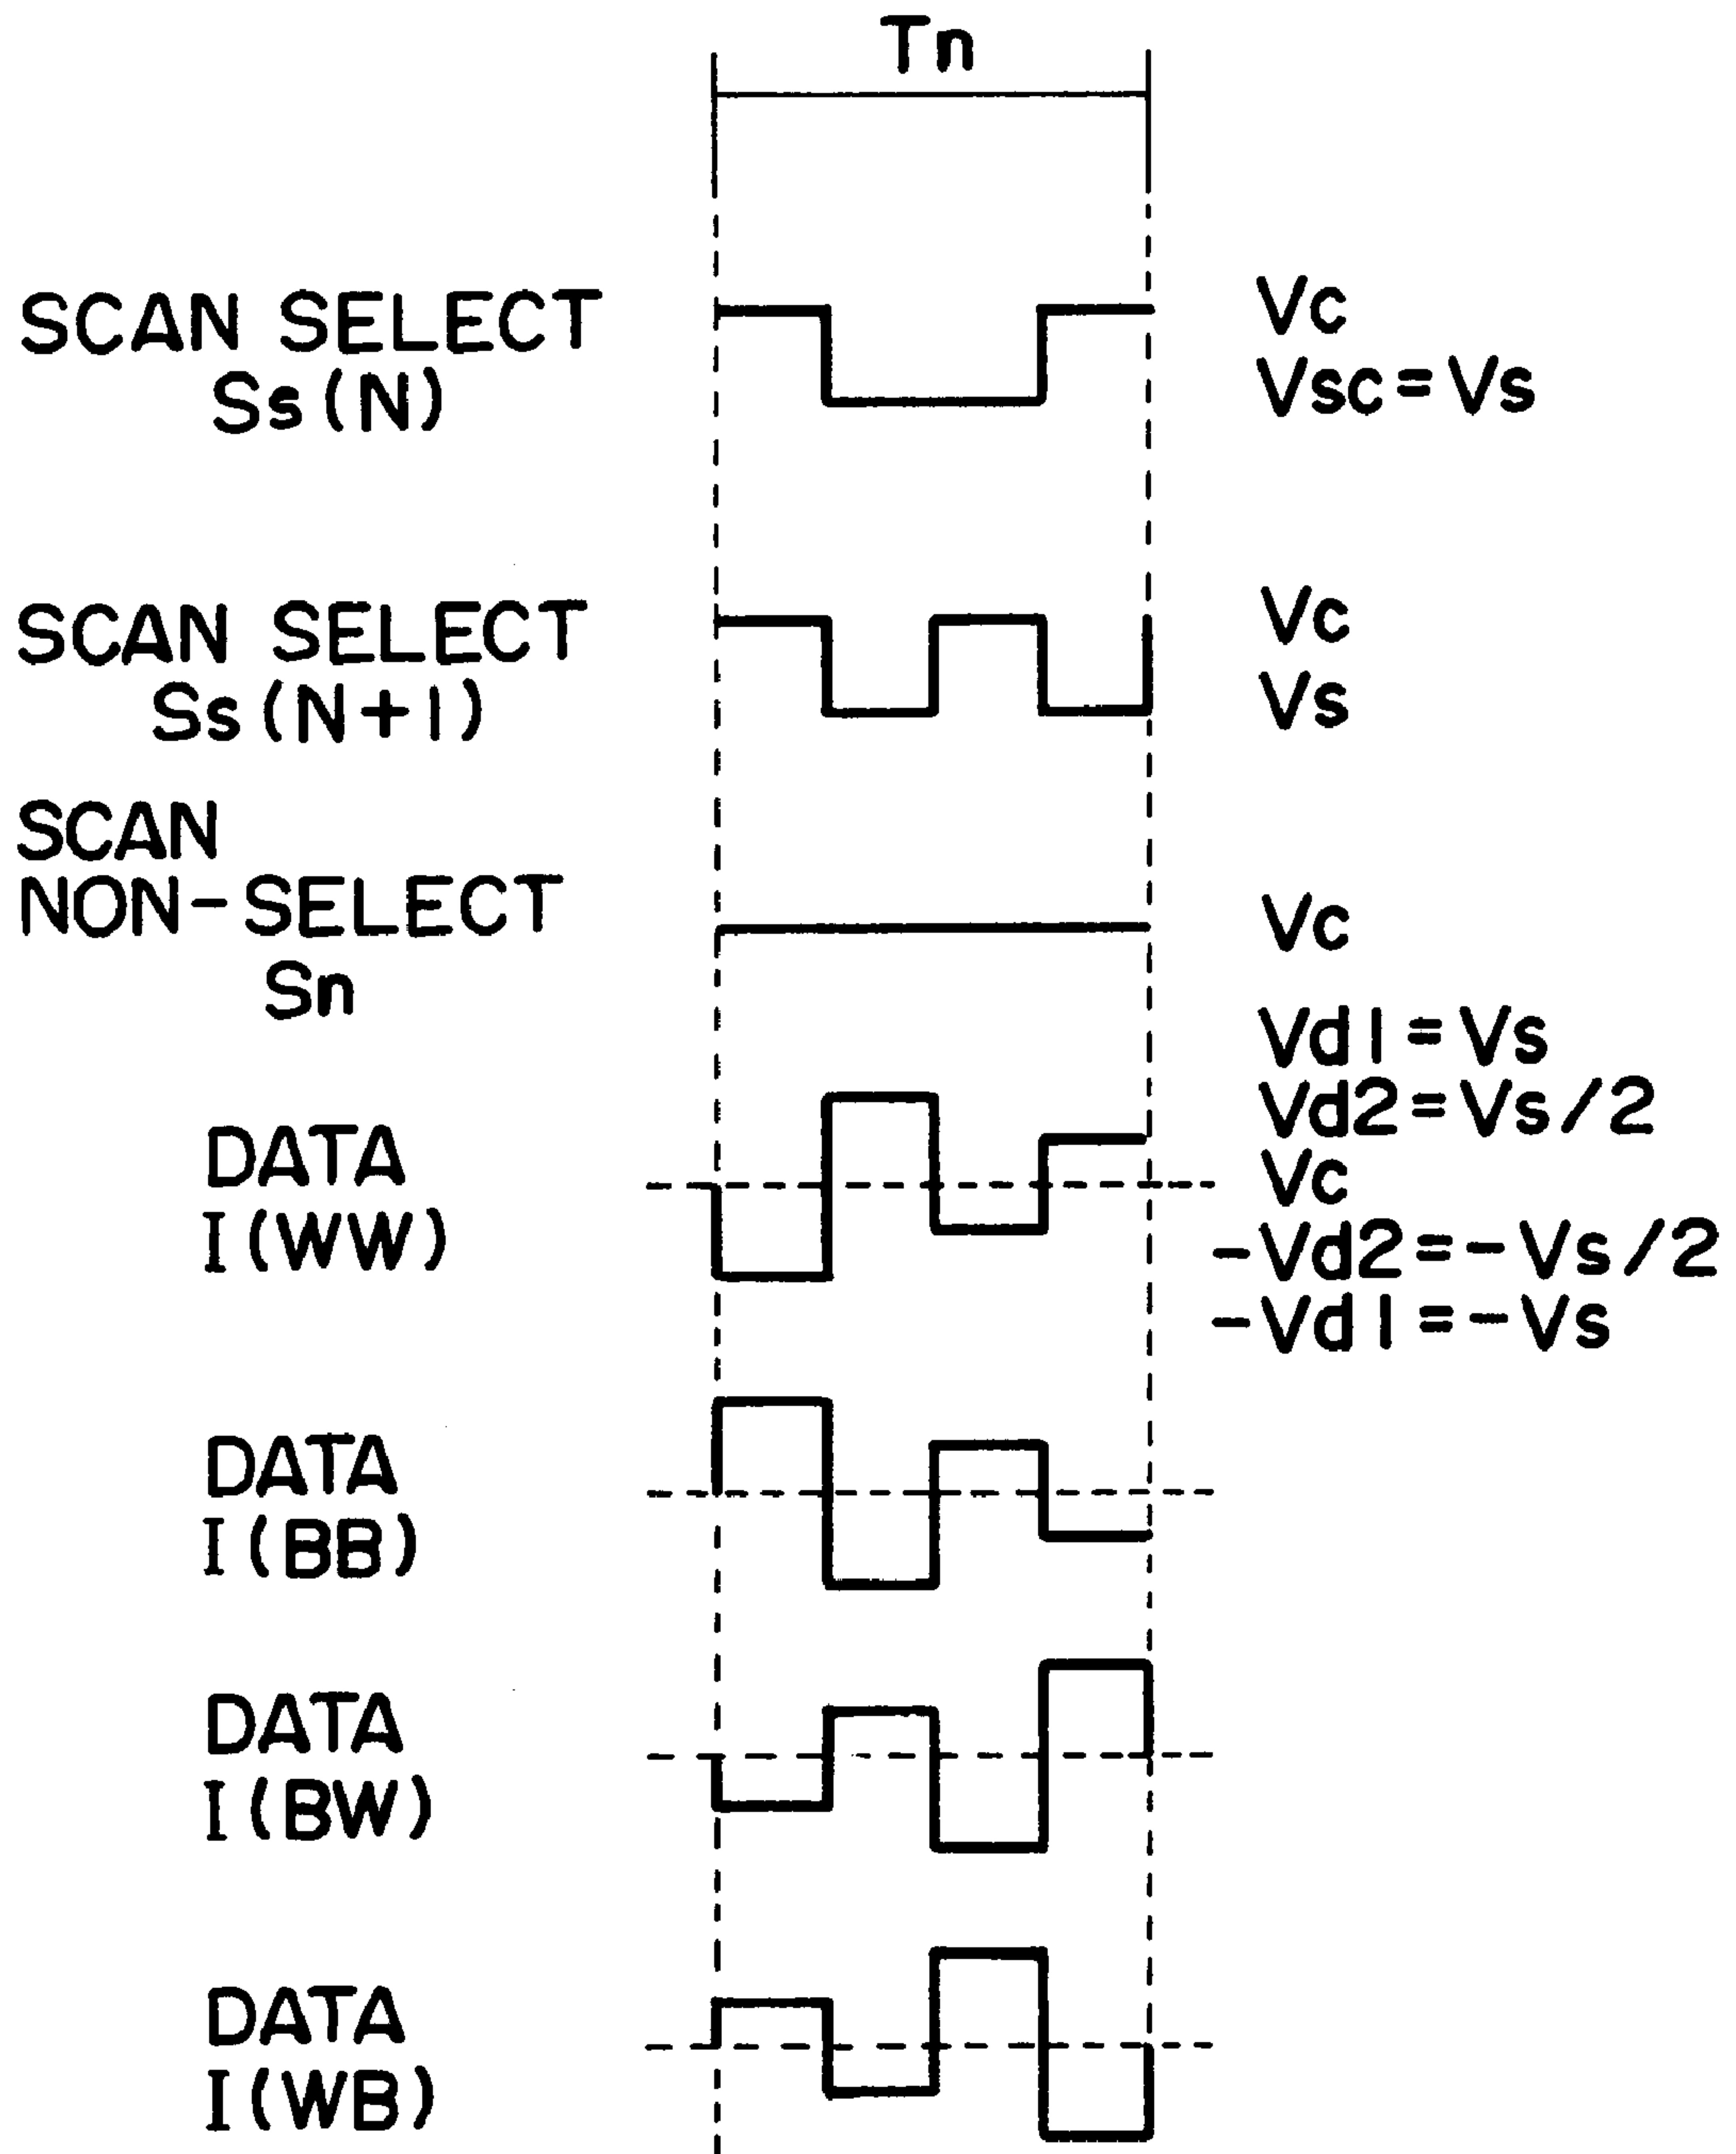 Tn
SCAN SELECT
Ss(N)
Vc
Vsc=Vs
SCAN SELECT
Ss(N+1)
Vc
Vs
SCAN
NON-SELECT
Sn
Vc
DATA
I(WW)
Vd1=Vs
Vd2=Vs/2
Vc
-Vd2=-Vs/2
-Vd1=-Vs
DATA
I(BB)
DATA
I(BW)
DATA
I(WB)